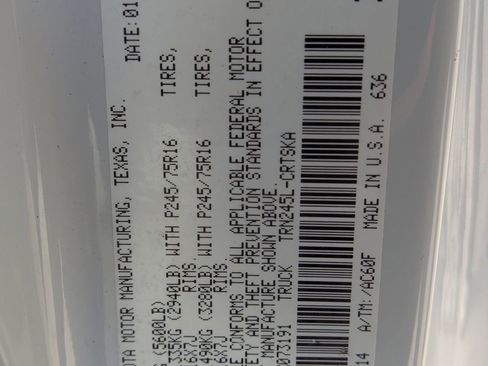 OTA MOTOR MANUFACTURING, TEXAS, INC. DATE: 01
(5600LB)
335KG (2940LB) WITH P245/75R16 TIRES,
6X7J RIMS.
490KG (3280LB) WITH P245/75R16 TIRES,
6X7J RIMS.
E CONFORMS TO ALL APPLICABLE FEDERAL MOTOR
ETY AND THEFT PREVENTION STANDARDS IN EFFECT O
MANUFACTURE SHOWN ABOVE.
073191 TRUCK TRN245L-CRTSKA
14 A/TM: /AC60F MADE IN U.S.A. 636